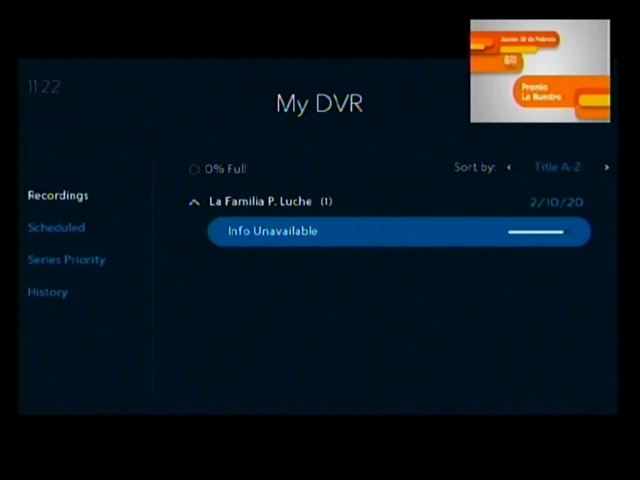 11:22
My DVR
Premio
Lo Nuestro
0% Full
Sort by:
Title A-Z
Recordings
La Familia P. Luche (1)
2/10/20
Scheduled
Info Unavailable
Series Priority
History